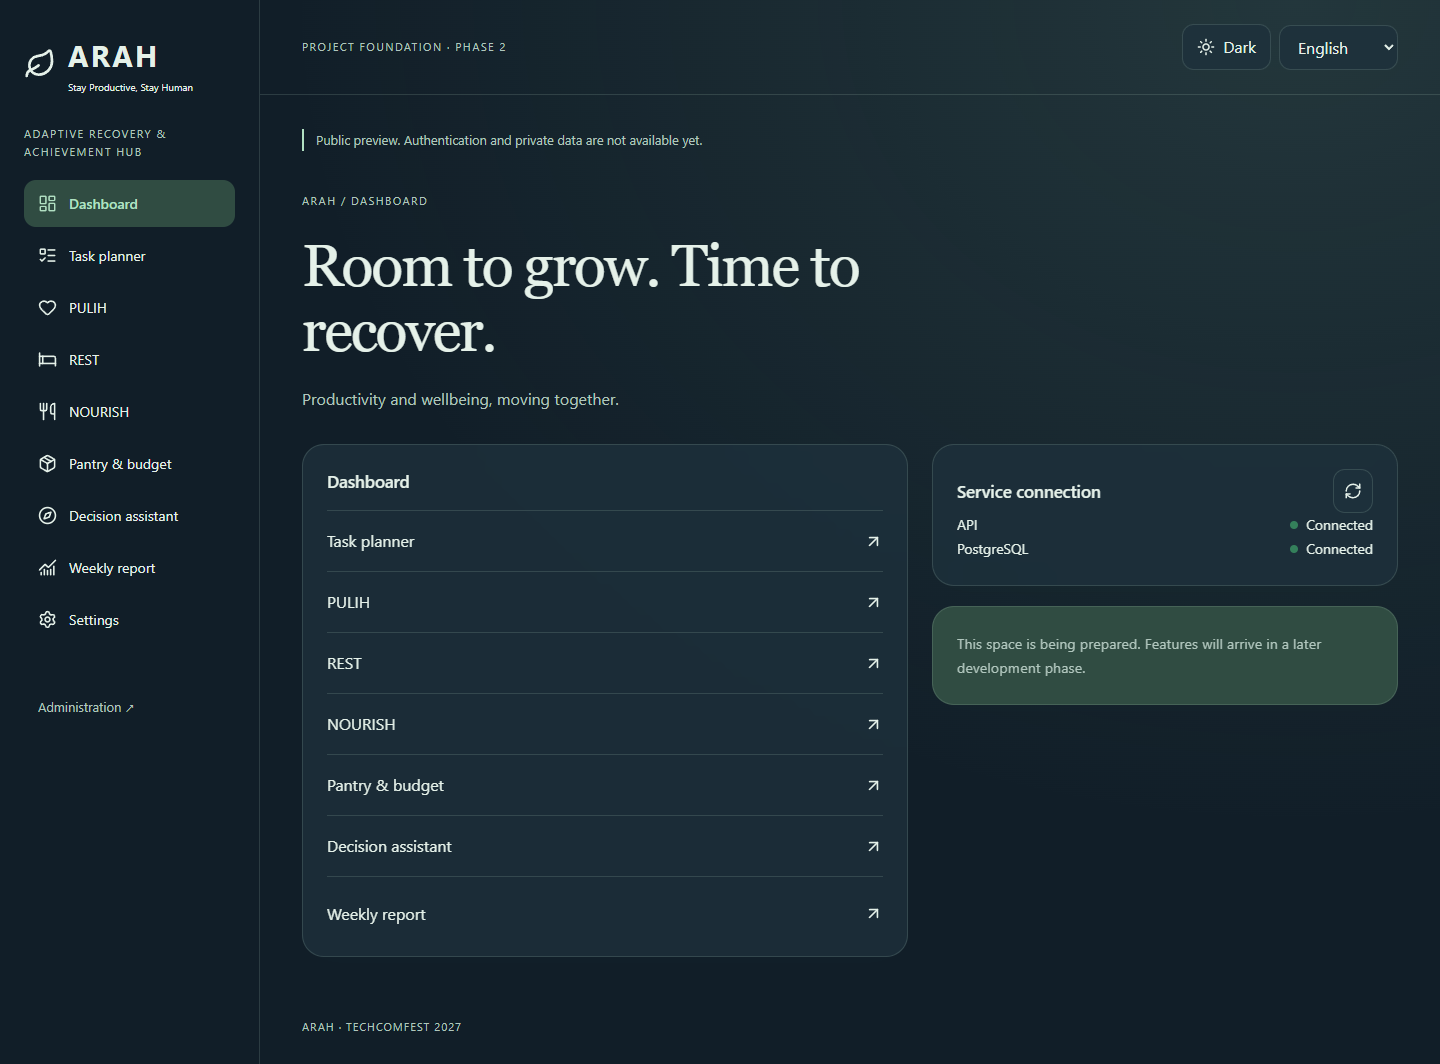 ARAH
Stay Productive, Stay Human
ADAPTIVE RECOVERY &
ACHIEVEMENT HUB
Dashboard
Task planner
PULIH
REST
NOURISH
Pantry & budget
Decision assistant
Weekly report
Settings
Administration ↗
PROJECT FOUNDATION · PHASE 2
Dark
English
Public preview. Authentication and private data are not available yet.
ARAH / DASHBOARD
Room to grow. Time to
recover.
Productivity and wellbeing, moving together.
Dashboard
Task planner
PULIH
REST
NOURISH
Pantry & budget
Decision assistant
Weekly report
Service connection
API Connected
PostgreSQL Connected
This space is being prepared. Features will arrive in a later
development phase.
ARAH · TECHCOMFEST 2027